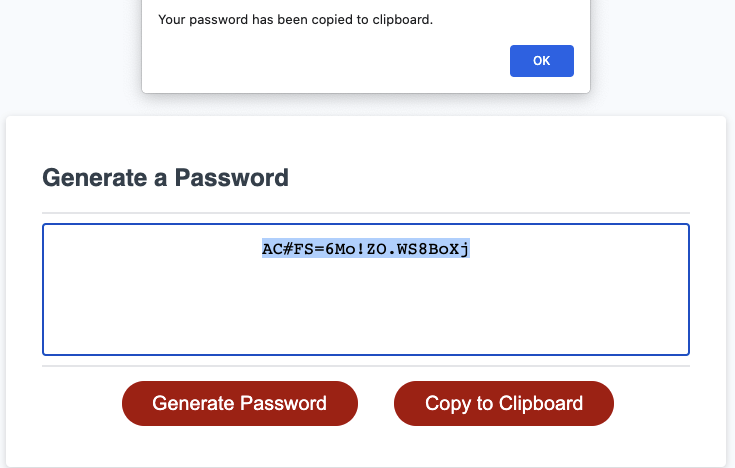 Your password has been copied to clipboard.
OK
Generate a Password
AC#FS=6Mo!ZO.WS8BoXj
Generate Password
Copy to Clipboard